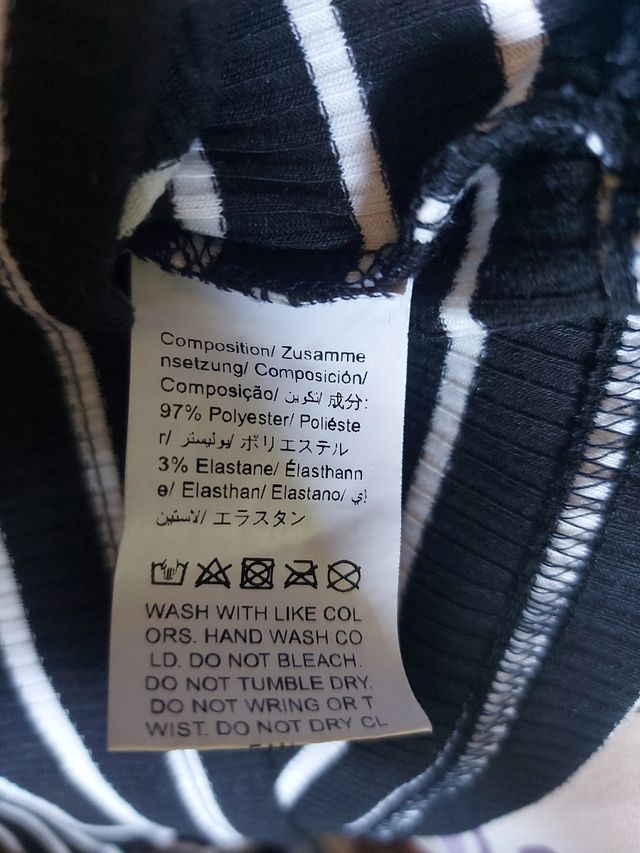 Composition/ Zusamme
nsetzung/ Composición/
Composição/ تكوين/ 成分:
97% Polyester/ Polièste
r/ بوليستر/ ポリエステル
3% Elastane/ Élasthann
e/ Elasthan/ Elastano/ إي
لاستين/ エラスタン
WASH WITH LIKE COL
ORS. HAND WASH CO
LD. DO NOT BLEACH.
DO NOT TUMBLE DRY.
DO NOT WRING OR T
WIST. DO NOT DRY CL